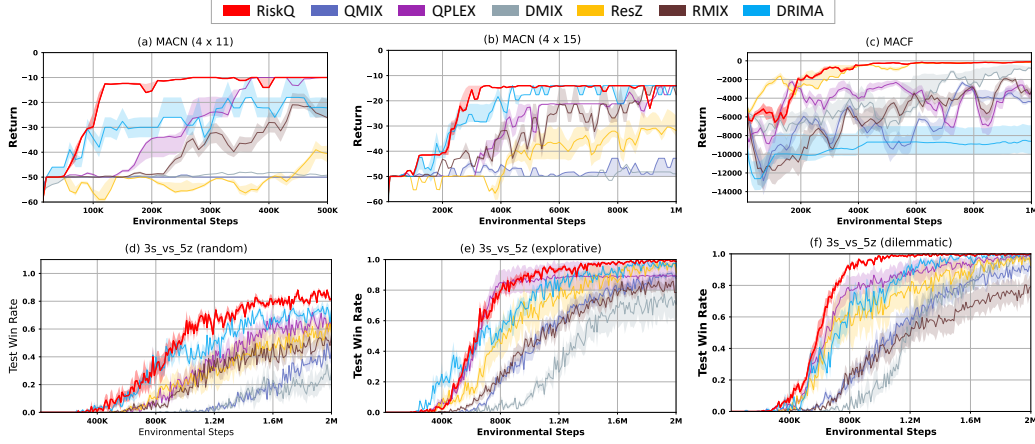 RiskQ QMIX QPLEX DMIX ResZ RMIX DRIMA
(a) MACN (4 x 11)
0
−10
−20
−30
−40
−50
−60
Return
100K 200K 300K 400K 500K
Environmental Steps
(b) MACN (4 x 15)
0
−10
−20
−30
−40
−50
−60
Return
200K 400K 600K 800K 1M
Environmental Steps
(c) MACF
0
−2000
−4000
−6000
−8000
−10000
−12000
−14000
Return
200K 400K 600K 800K 1M
Environmental Steps
(d) 3s_vs_5z (random)
1.0
0.8
0.6
0.4
0.2
0.0
Test Win Rate
400K 800K 1.2M 1.6M 2M
Environmental Steps
(e) 3s_vs_5z (explorative)
1.0
0.8
0.6
0.4
0.2
0.0
Test Win Rate
400K 800K 1.2M 1.6M 2M
Environmental Steps
(f) 3s_vs_5z (dilemmatic)
1.0
0.8
0.6
0.4
0.2
0.0
Test Win Rate
400K 800K 1.2M 1.6M 2M
Environmental Steps